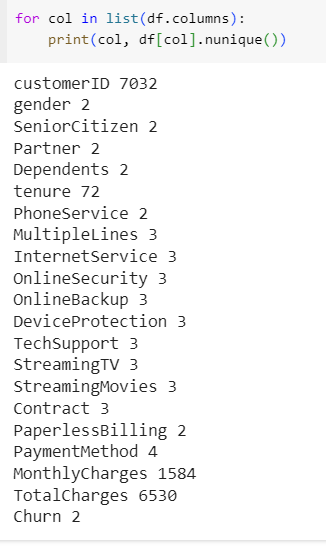 for col in list(df.columns):
    print(col, df[col].nunique())
customerID 7032
gender 2
SeniorCitizen 2
Partner 2
Dependents 2
tenure 72
PhoneService 2
MultipleLines 3
InternetService 3
OnlineSecurity 3
OnlineBackup 3
DeviceProtection 3
TechSupport 3
StreamingTV 3
StreamingMovies 3
Contract 3
PaperlessBilling 2
PaymentMethod 4
MonthlyCharges 1584
TotalCharges 6530
Churn 2